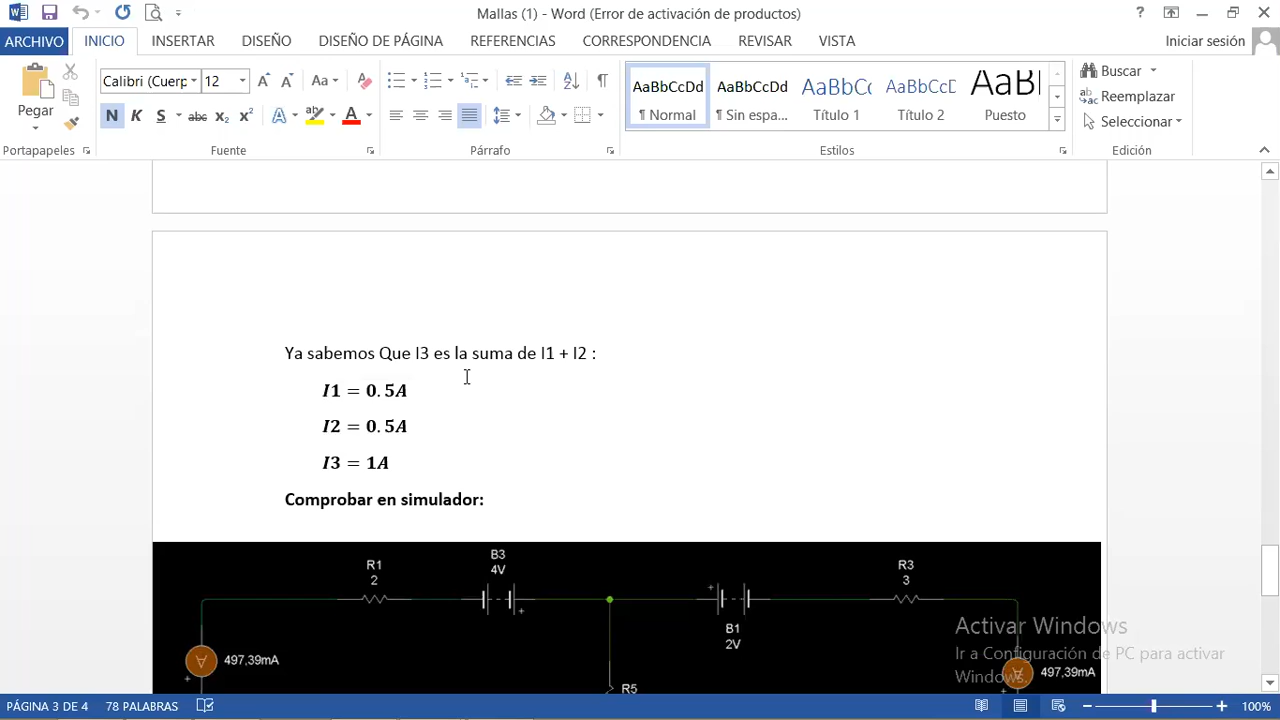 Mallas (1) - Word (Error de activación de productos)
ARCHIVO INICIO INSERTAR DISEÑO DISEÑO DE PÁGINA REFERENCIAS CORRESPONDENCIA REVISAR VISTA Iniciar sesión
Calibri (Cuerp 12 Aa
Pegar
N K S abc x₂ x² A A
AaBbCcDd AaBbCcDd AaBbCc AaBbCcD AaBl
¶ Normal ¶ Sin espa... Título 1 Título 2 Puesto
Buscar
Reemplazar
Seleccionar
Portapapeles Fuente Párrafo Estilos Edición
Ya sabemos Que I3 es la suma de I1 + I2 :
I1 = 0.5A
I2 = 0.5A
I3 = 1A
Comprobar en simulador:
B3
4V
R1
2
R3
3
+
+
B1
2V
A 497,39mA
+
R5
A 497,39mA
+
Activar Windows
Ir a Configuración de PC para activar
Windows.
PÁGINA 3 DE 4 78 PALABRAS 100%